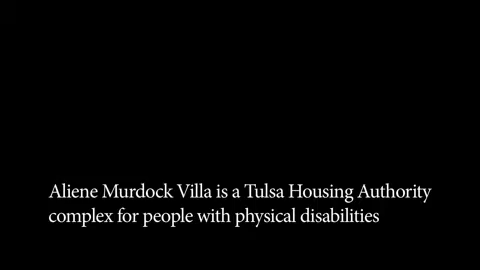 Aliene Murdock Villa is a Tulsa Housing Authority
complex for people with physical disabilities